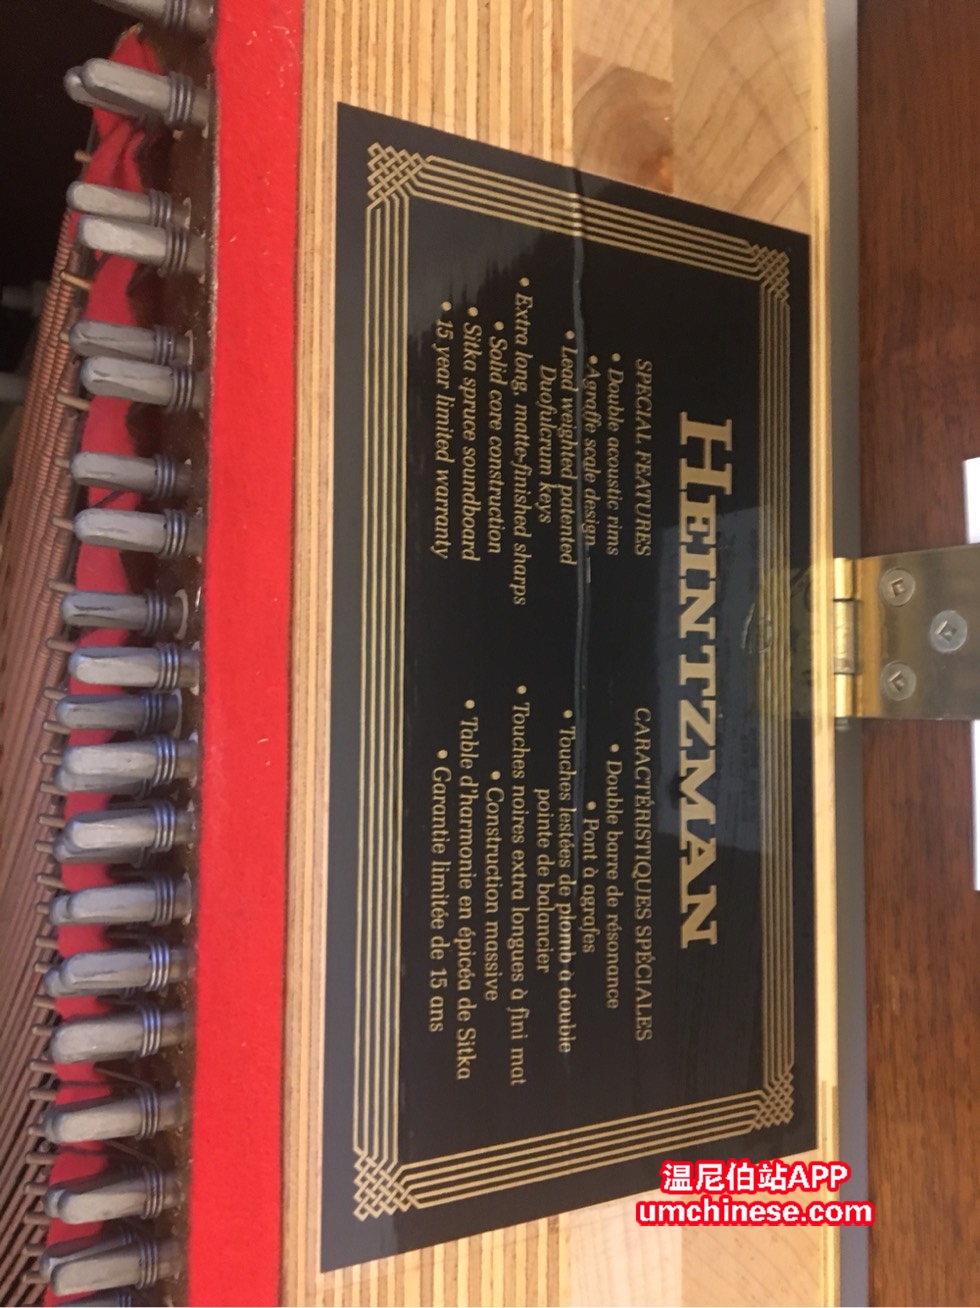 HEINTZMAN
SPECIAL FEATURES
• Double acoustic rims
• Agraffe scale design
• Lead weighted patented
Duofulcrum keys
• Extra long, matte-finished sharps
• Solid core construction
• Sitka spruce soundboard
• 15 year limited warranty
CARACTÉRISTIQUES SPÉCIALES
• Double barre de résonance
• Pont à agrafes
• Touches lestées de plomb à double
pointe de balancier
• Touches noires extra longues à fini mat
• Construction massive
• Table d'harmonie en épicéa de Sitka
• Garantie limitée de 15 ans
温尼伯站APP
umchinese.com